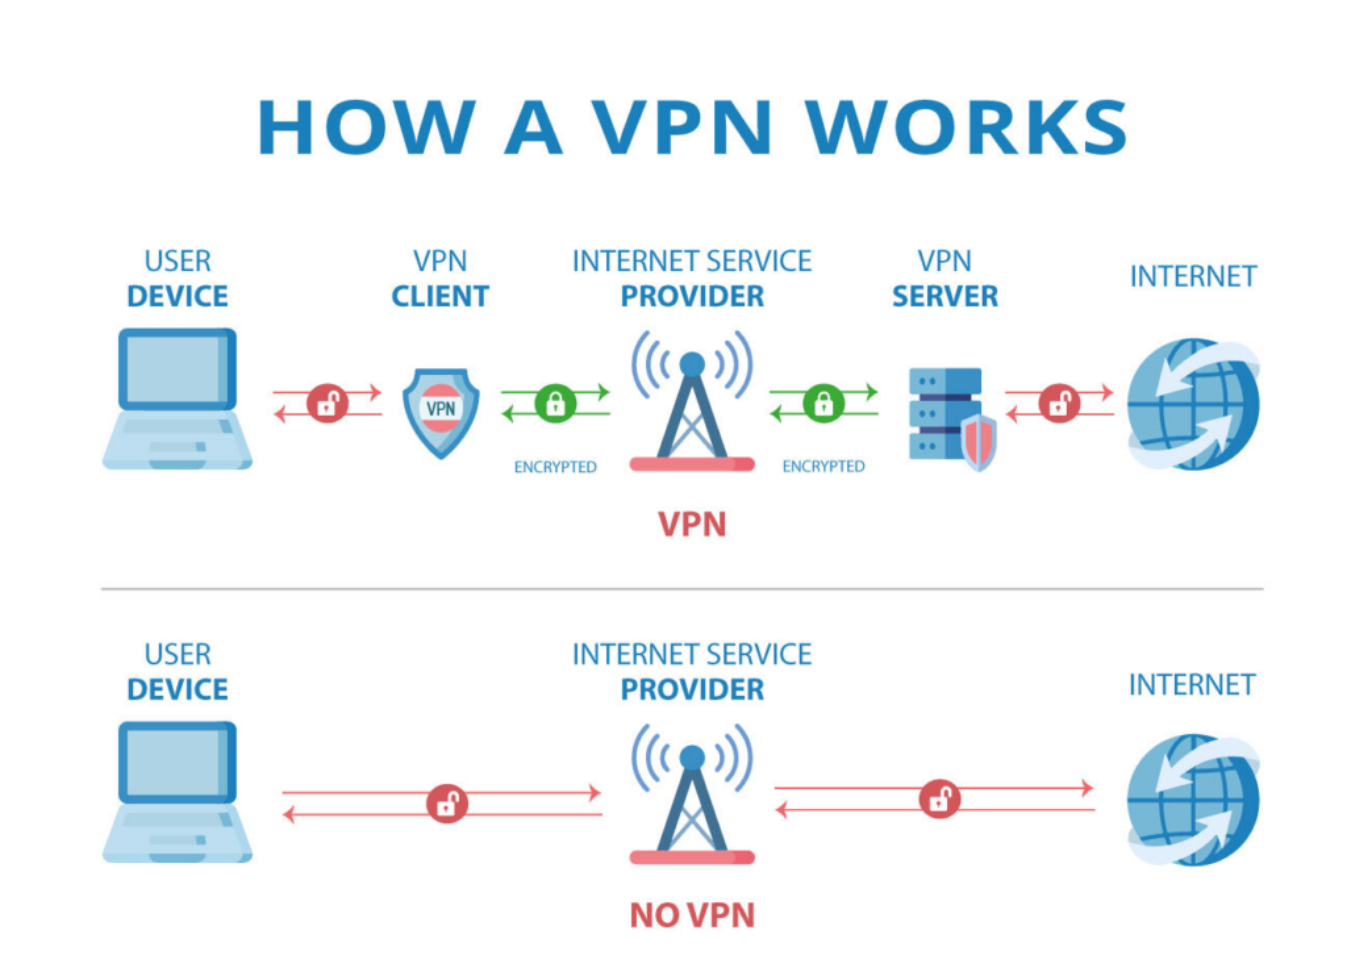 HOW A VPN WORKS
USER
DEVICE
VPN
CLIENT
INTERNET SERVICE
PROVIDER
VPN
SERVER
INTERNET
VPN
ENCRYPTED
ENCRYPTED
VPN
USER
DEVICE
INTERNET SERVICE
PROVIDER
INTERNET
NO VPN